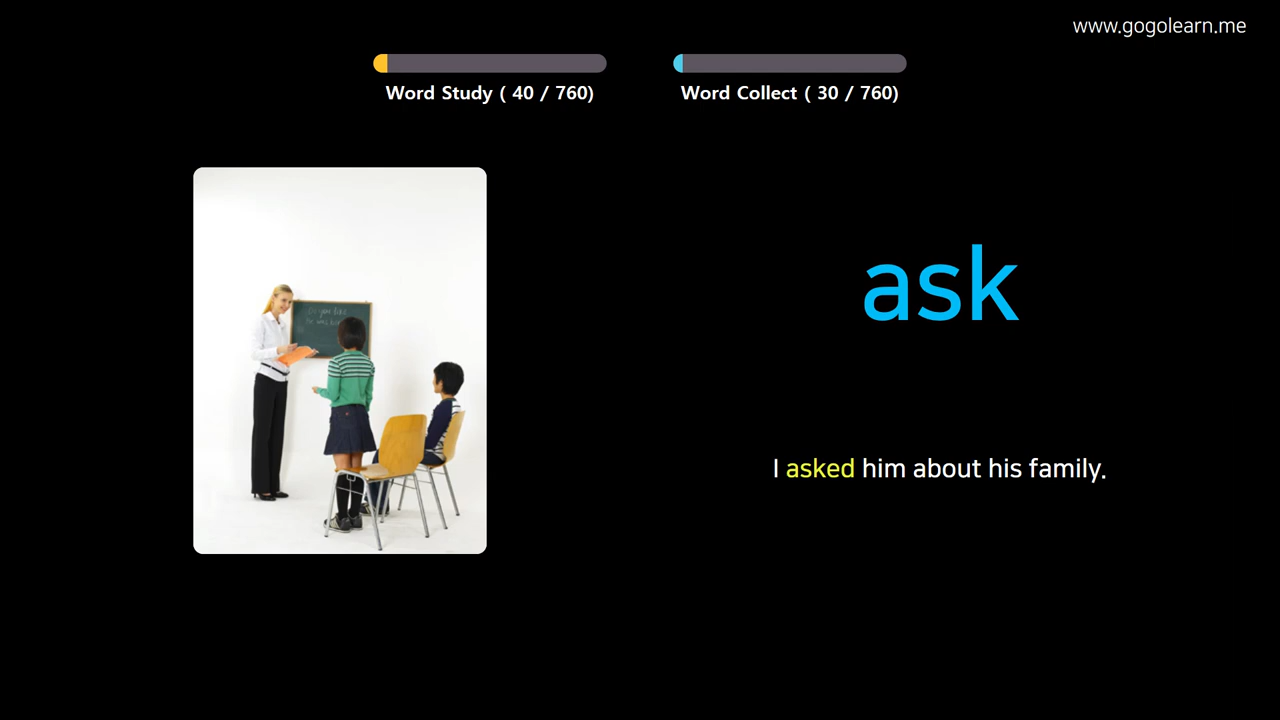 www.gogolearn.me
Word Study ( 40 / 760)
Word Collect ( 30 / 760)
ask
I asked him about his family.